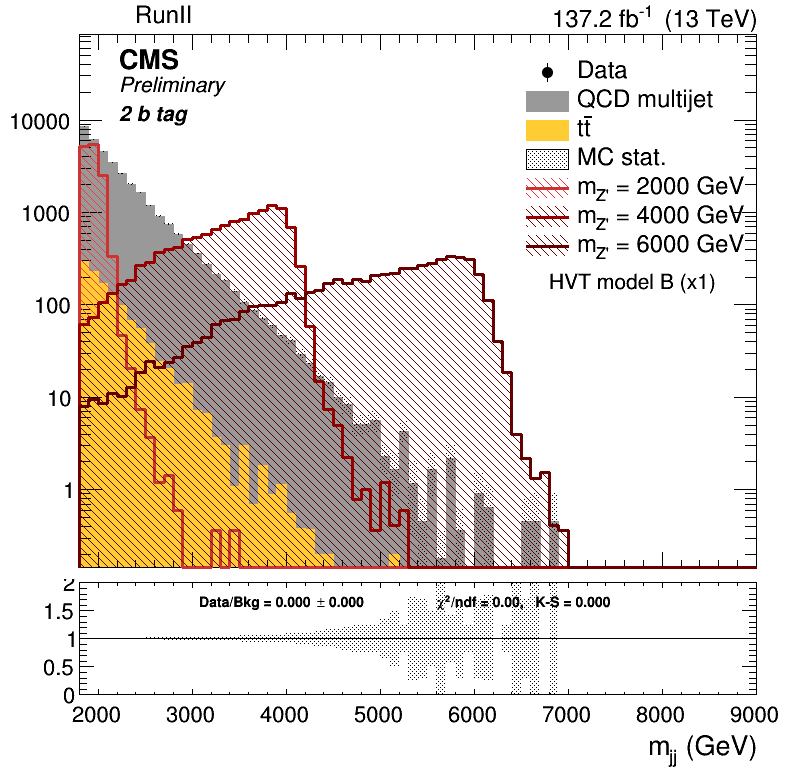 RunII 137.2 fb⁻¹ (13 TeV)
CMS
Preliminary
2 b tag
Data
QCD multijet
tt̄
MC stat.
m_Z' = 2000 GeV
m_Z' = 4000 GeV
m_Z' = 6000 GeV
HVT model B (x1)
10000
1000
100
10
1
2
1.5
1
0.5
0
Data/Bkg = 0.000 ± 0.000 χ²/ndf = 0.00, K-S = 0.000
2000 3000 4000 5000 6000 7000 8000 9000
m_jj (GeV)